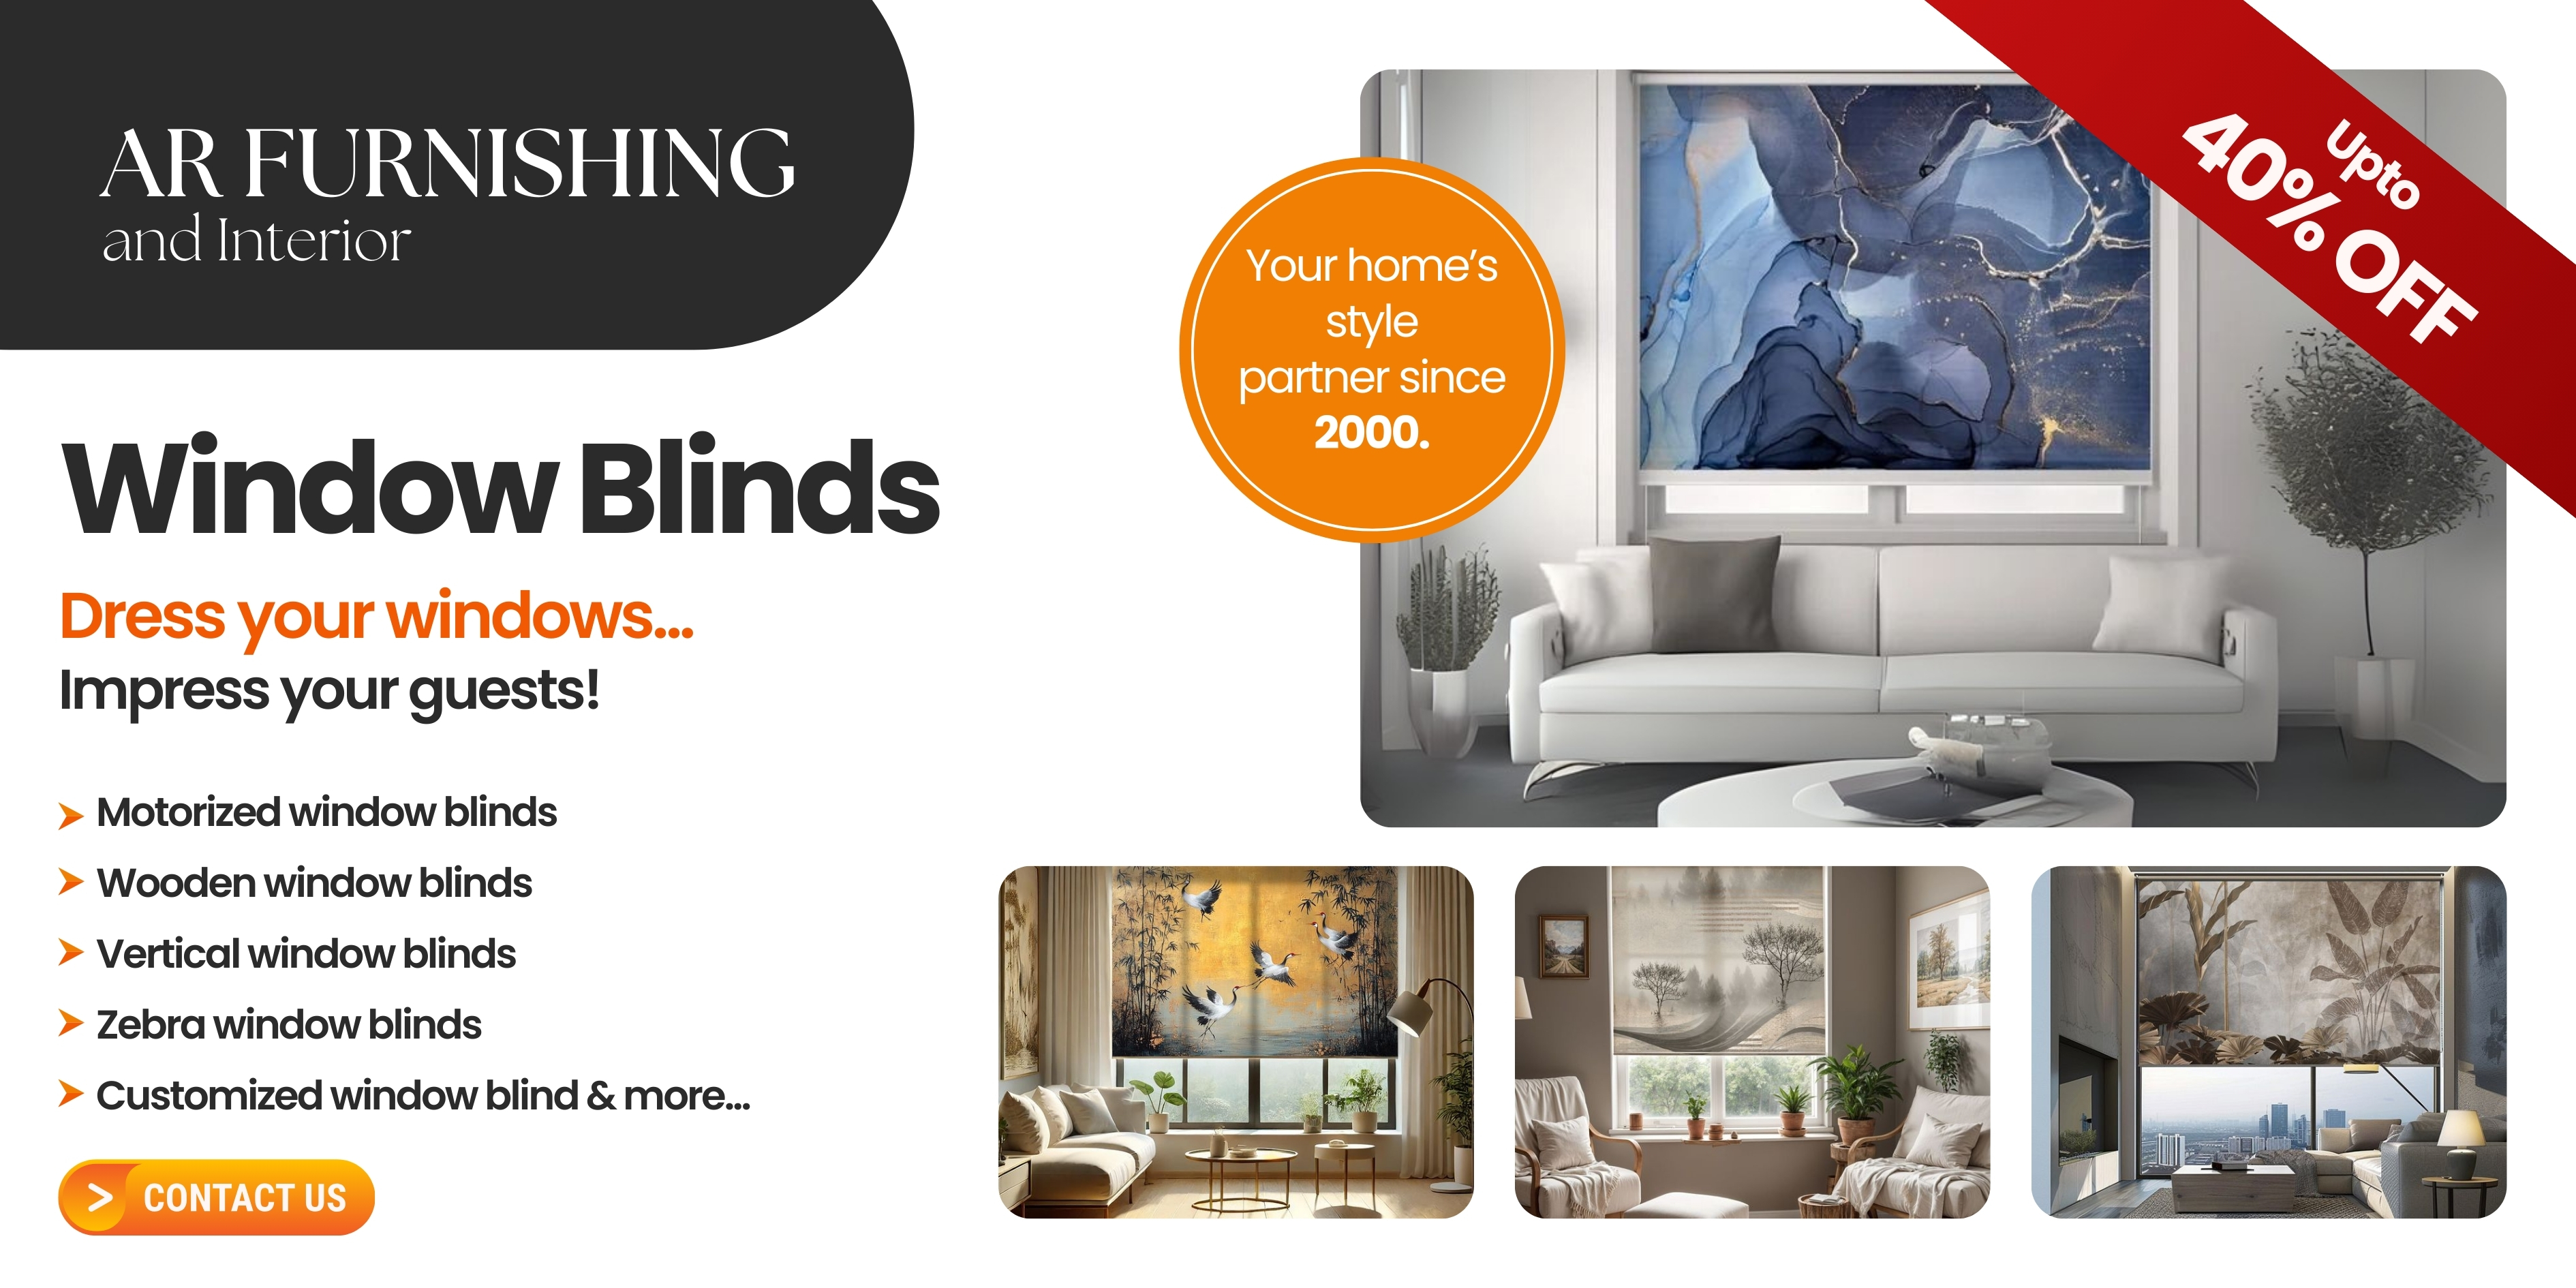 AR FURNISHING
and Interior
Window Blinds
Dress your windows...
Impress your guests!
Motorized window blinds
Wooden window blinds
Vertical window blinds
Zebra window blinds
Customized window blind & more...
CONTACT US
Your home's
style
partner since
2000.
Upto
40% OFF